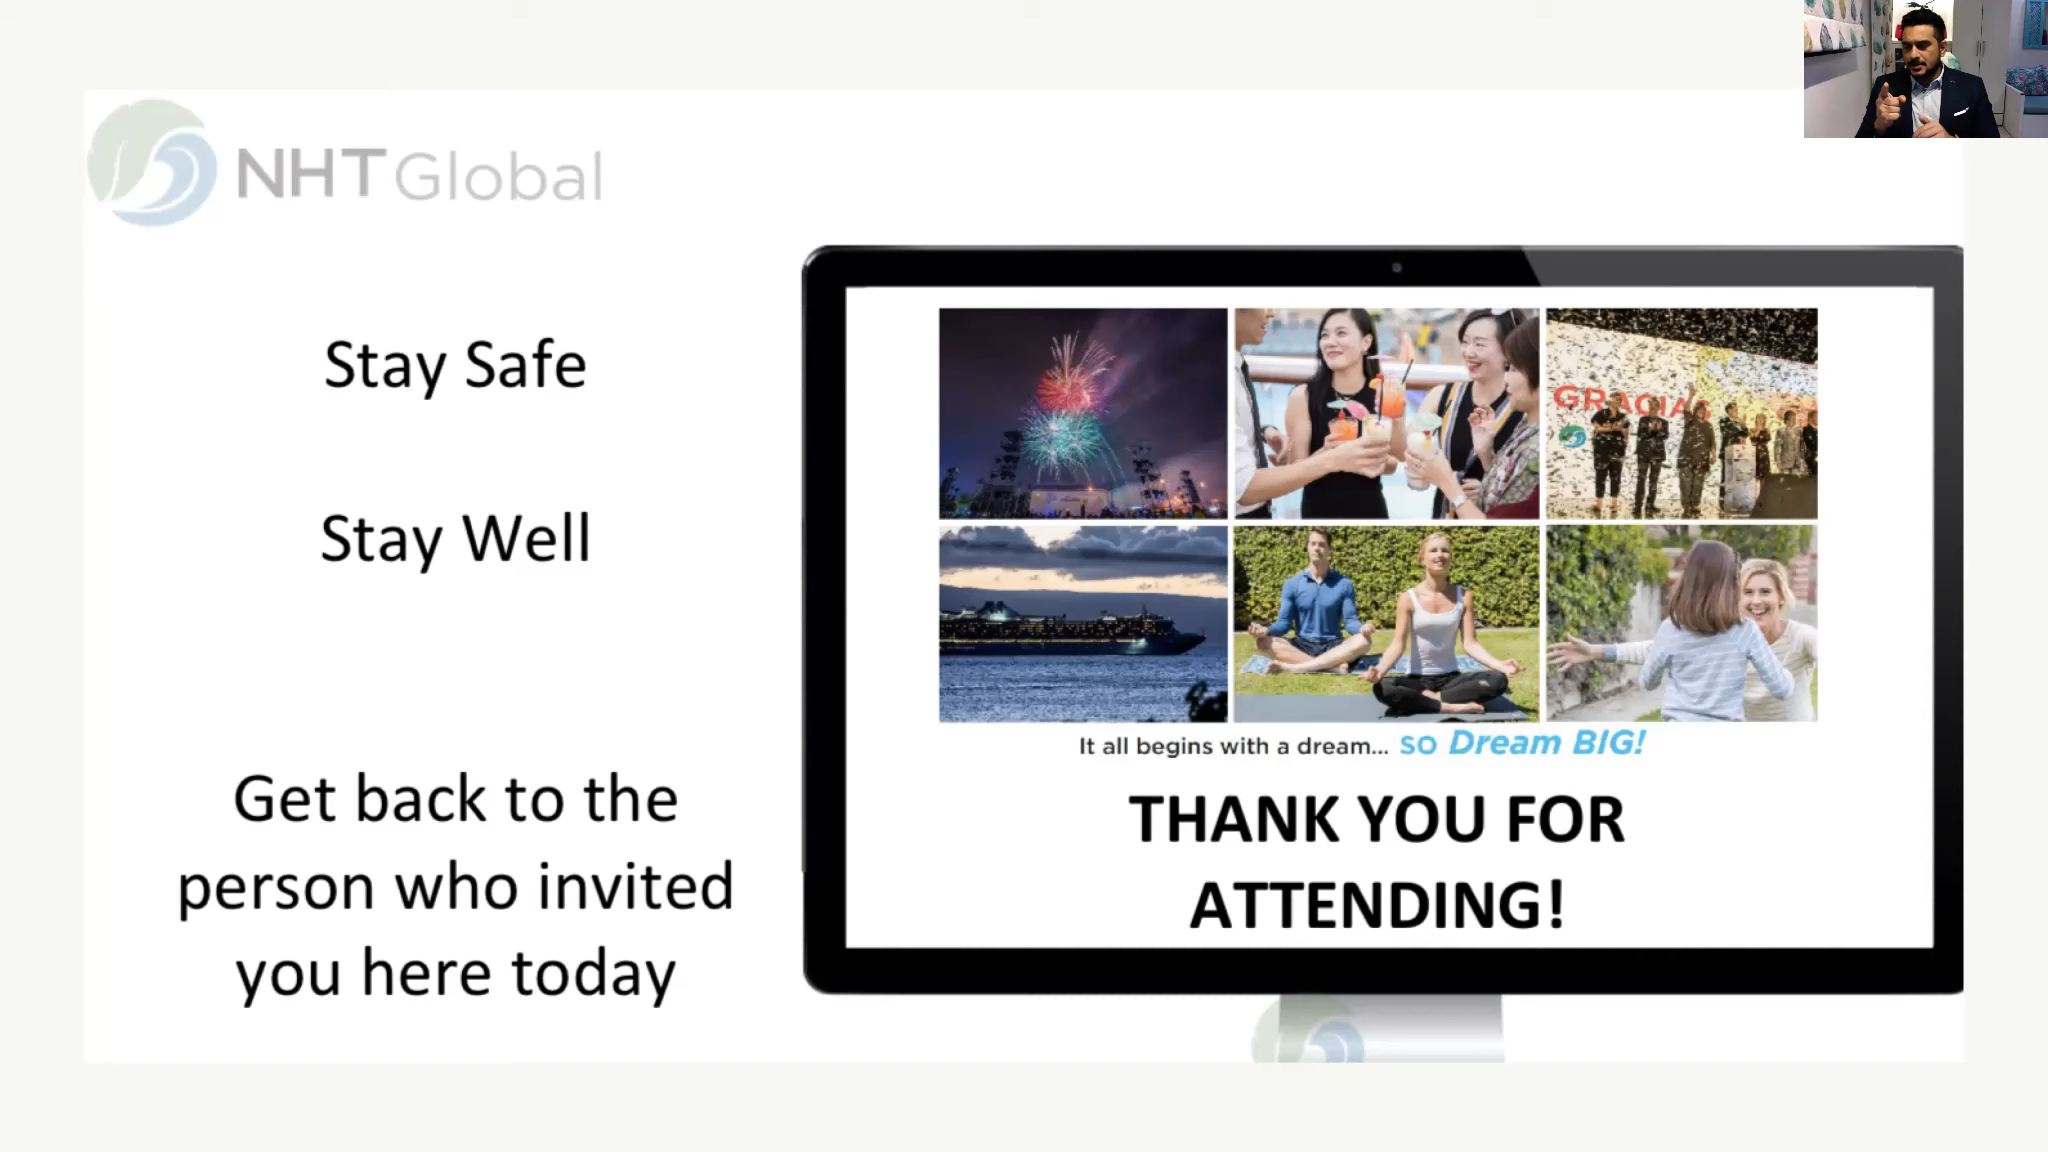 NHT Global
Stay Safe
Stay Well
Get back to the
person who invited
you here today
GRACIAS
It all begins with a dream... so Dream BIG!
THANK YOU FOR
ATTENDING!